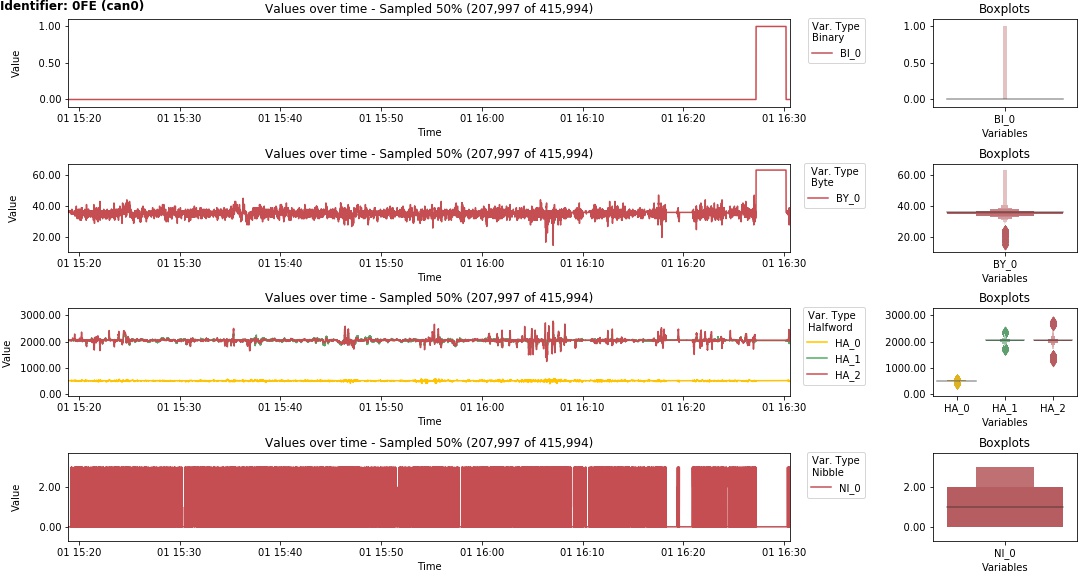 Identifier: 0FE (can0)
Values over time - Sampled 50% (207,997 of 415,994)
Boxplots
Value
1.00
0.50
0.00
01 15:20 01 15:30 01 15:40 01 15:50 01 16:00 01 16:10 01 16:20 01 16:30
Time
Var. Type
Binary
BI_0
1.00
0.50
0.00
BI_0
Variables
Values over time - Sampled 50% (207,997 of 415,994)
Boxplots
Value
60.00
40.00
20.00
01 15:20 01 15:30 01 15:40 01 15:50 01 16:00 01 16:10 01 16:20 01 16:30
Time
Var. Type
Byte
BY_0
60.00
40.00
20.00
BY_0
Variables
Values over time - Sampled 50% (207,997 of 415,994)
Boxplots
Value
3000.00
2000.00
1000.00
0.00
01 15:20 01 15:30 01 15:40 01 15:50 01 16:00 01 16:10 01 16:20 01 16:30
Time
Var. Type
Halfword
HA_0
HA_1
HA_2
3000.00
2000.00
1000.00
0.00
HA_0 HA_1 HA_2
Variables
Values over time - Sampled 50% (207,997 of 415,994)
Boxplots
Value
2.00
0.00
01 15:20 01 15:30 01 15:40 01 15:50 01 16:00 01 16:10 01 16:20 01 16:30
Time
Var. Type
Nibble
NI_0
2.00
0.00
NI_0
Variables